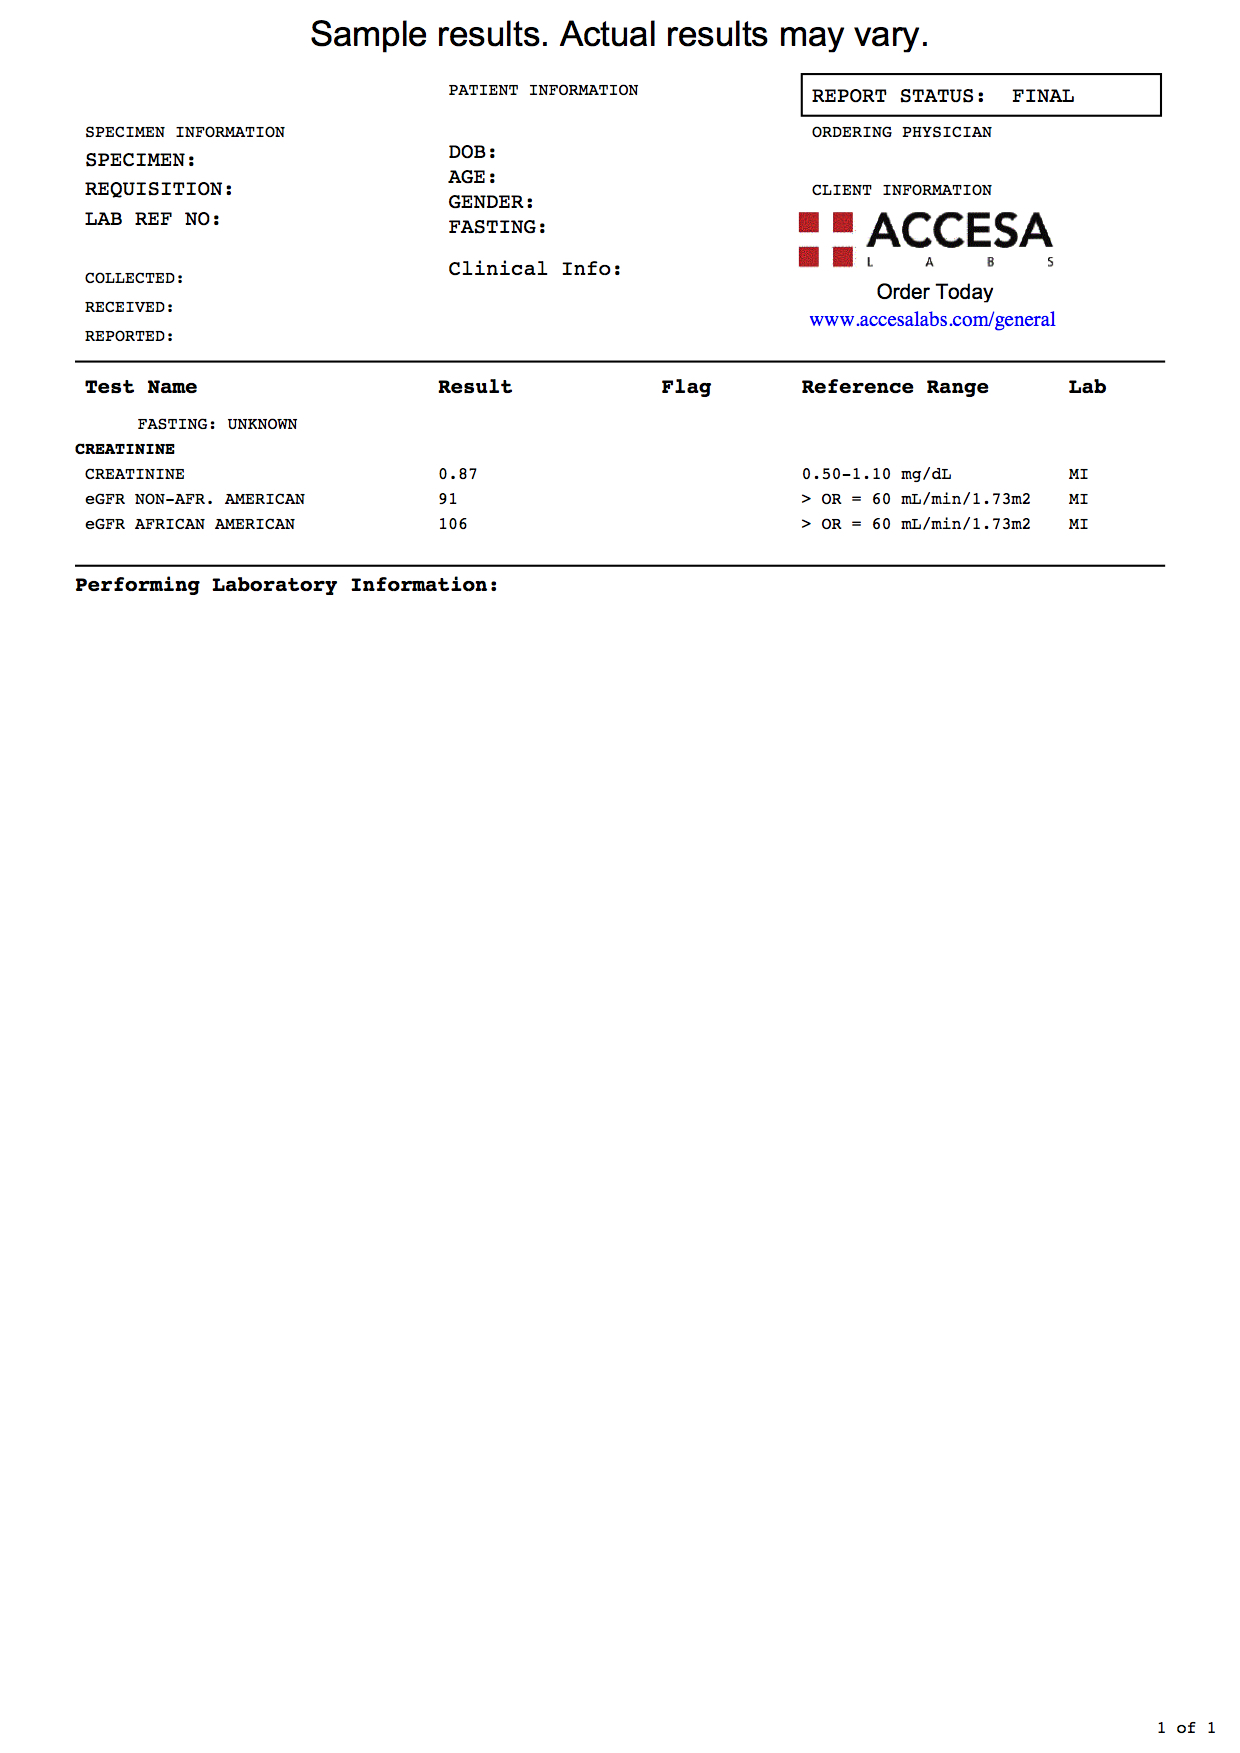 Sample results. Actual results may vary.
PATIENT INFORMATION
REPORT STATUS: FINAL
SPECIMEN INFORMATION
ORDERING PHYSICIAN
SPECIMEN:
DOB:
REQUISITION:
AGE:
CLIENT INFORMATION
GENDER:
LAB REF NO:
FASTING:
ACCESA
LABS
Clinical Info:
COLLECTED:
Order Today
RECEIVED:
www.accesalabs.com/general
REPORTED:
Test Name Result Flag Reference Range Lab
FASTING: UNKNOWN
CREATININE
CREATININE 0.87 0.50-1.10 mg/dL MI
eGFR NON-AFR. AMERICAN 91 > OR = 60 mL/min/1.73m2 MI
eGFR AFRICAN AMERICAN 106 > OR = 60 mL/min/1.73m2 MI
Performing Laboratory Information:
1 of 1